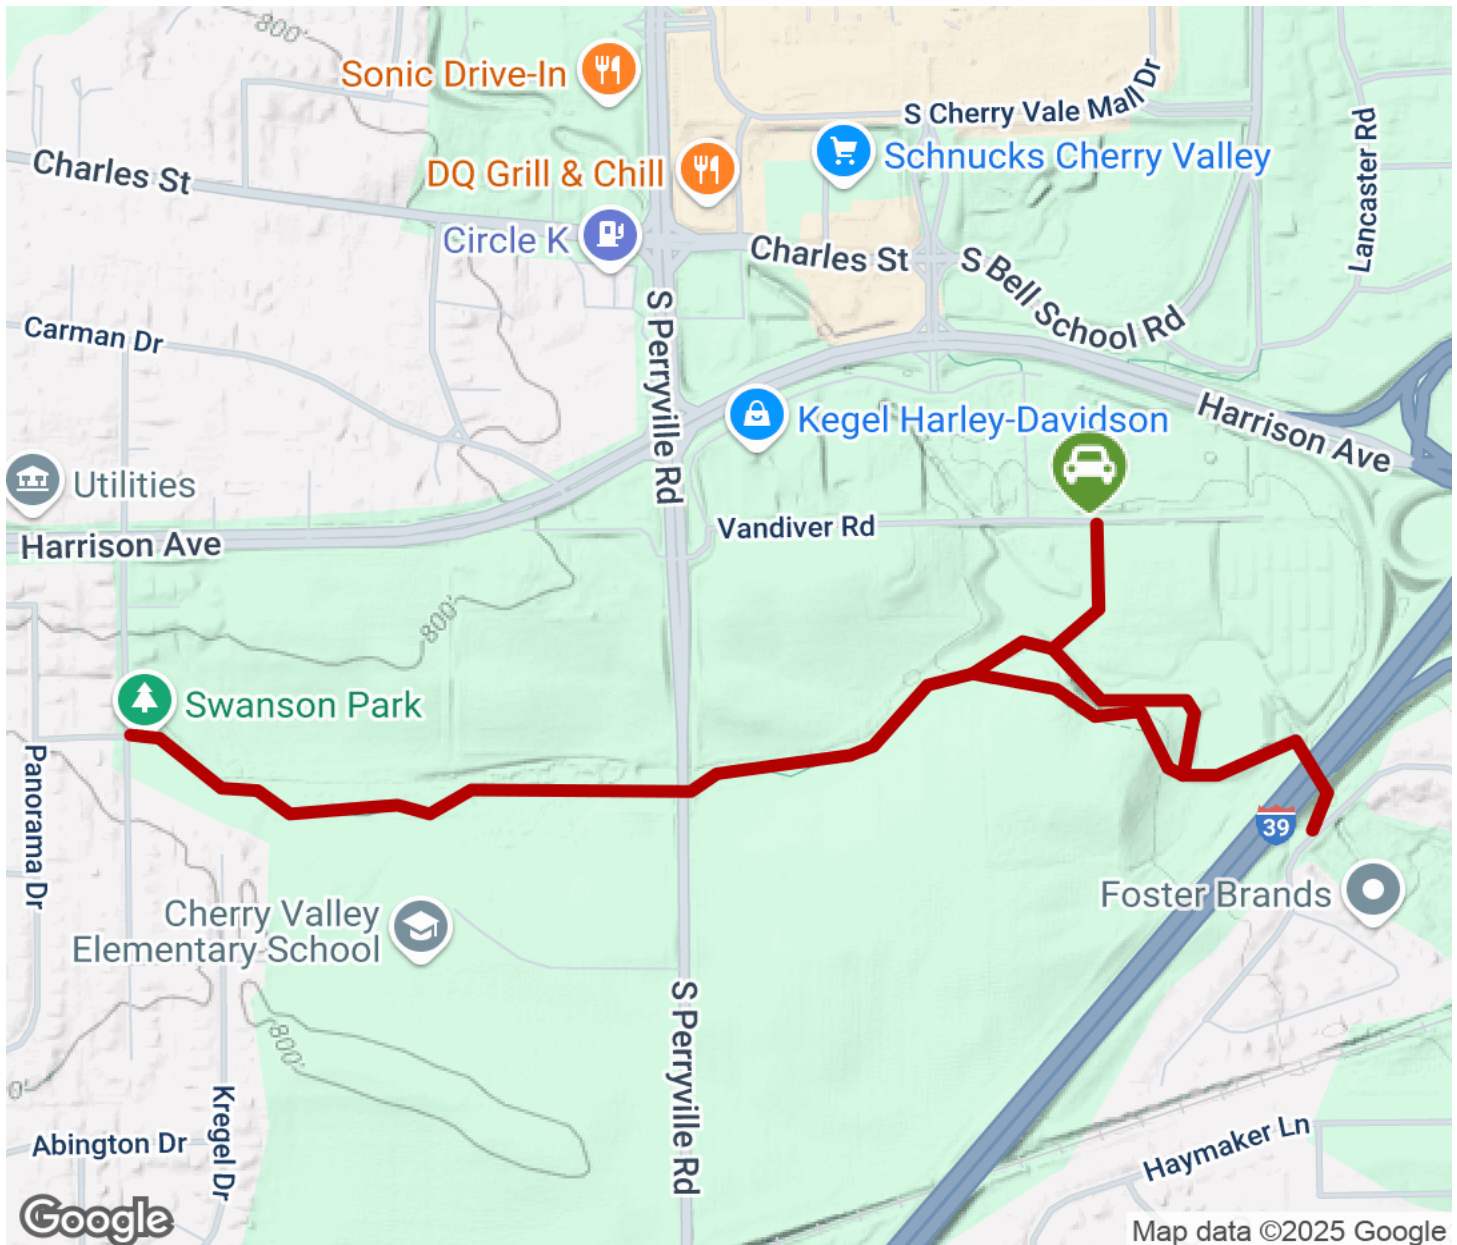 800'
Sonic Drive-In
S Cherry Vale Mall Dr
Lancaster Rd
Charles St
DQ Grill & Chill
Schnucks Cherry Valley
Circle K
Charles St
S Bell School Rd
S Perryville Rd
Carman Dr
Kegel Harley-Davidson
Harrison Ave
Utilities
Vandiver Rd
Harrison Ave
800'
Swanson Park
Panorama Dr
39
Foster Brands
Cherry Valley
Elementary School
S Perryville Rd
800'
0'
Kregel Dr
Abington Dr
Haymaker Ln
Google
Map data ©2025 Google